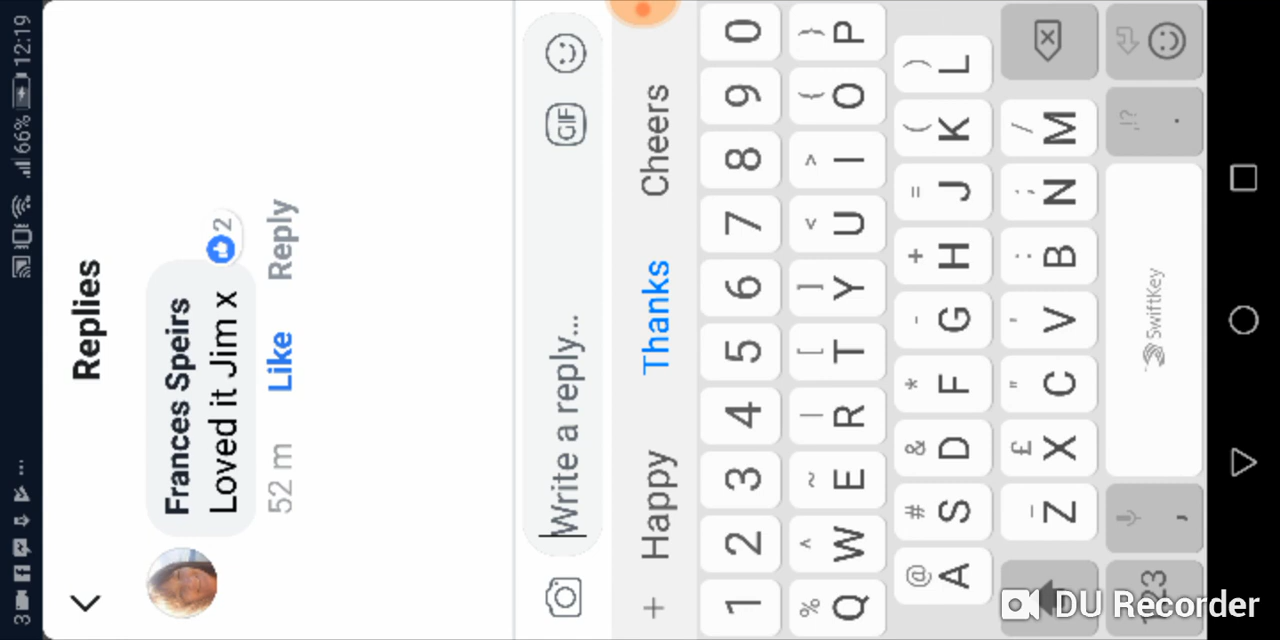 3 ... 66% 12:19
Replies
Frances Speirs
Loved it Jim x
2
52 m Like Reply
Write a reply... GIF
+ Happy Thanks Cheers
1 2 3 4 5 6 7 8 9 0
% ^ ~ | [ ] < > { }
Q W E R T Y U I O P
@ # & * - + = ( )
A S D F G H J K L
_ £ " ' : ; /
Z X C V B N M
123 , SwiftKey ,!? .
DU Recorder